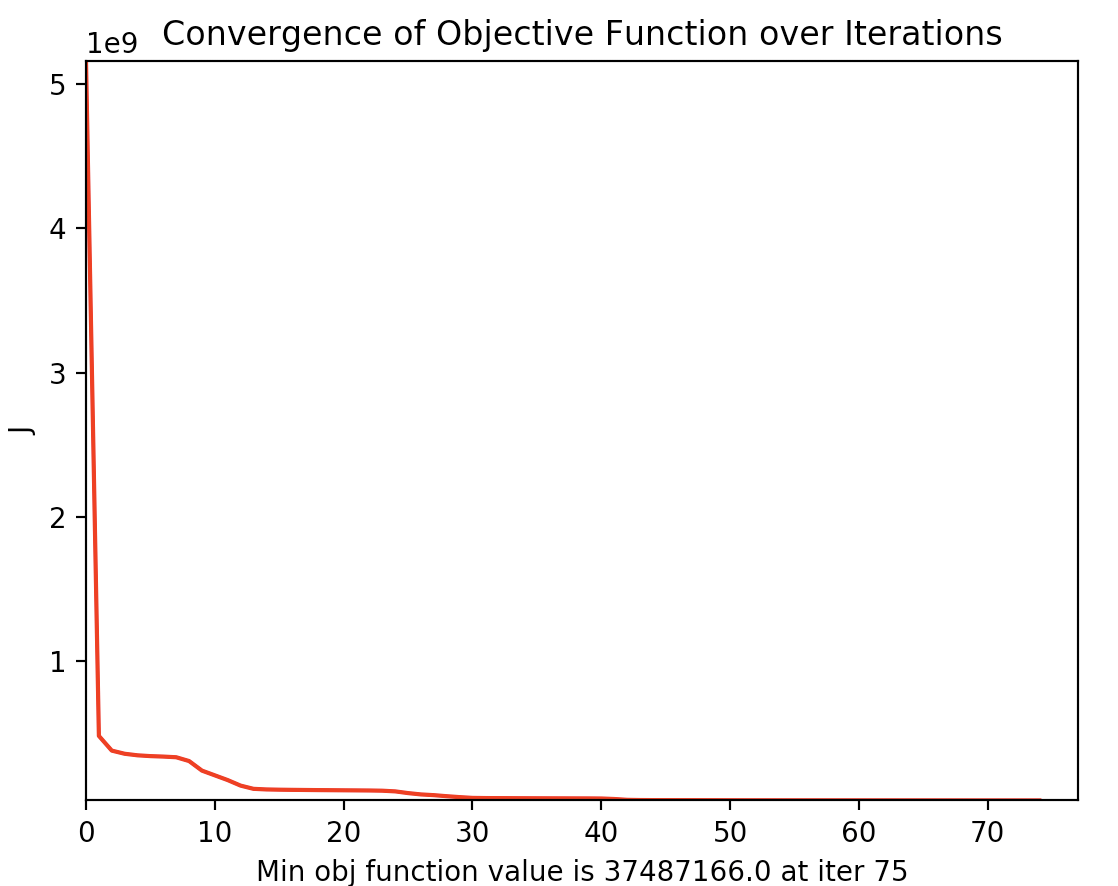 Convergence of Objective Function over Iterations
1e9
5
4
3
2
1
J
0 10 20 30 40 50 60 70
Min obj function value is 37487166.0 at iter 75